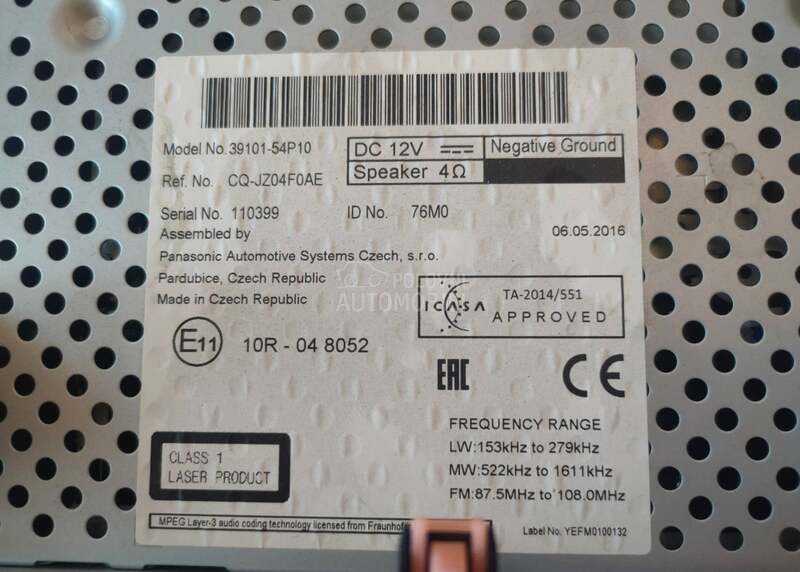 Model No. 39101-54P10
DC 12V
Negative Ground
Speaker 4Ω
Ref. No. CQ-JZ04F0AE
Serial No. 110399
ID No. 76M0
Assembled by
06.05.2016
Panasonic Automotive Systems Czech, s.r.o.
Pardubice, Czech Republic
Made in Czech Republic
POLOVNI
AUTOMOBILI
ICASA
TA-2014/551
APPROVED
E11
10R - 04 8052
EAC
CE
FREQUENCY RANGE
LW:153kHz to 279kHz
MW:522kHz to 1611kHz
FM:87.5MHz to 108.0MHz
CLASS 1
LASER PRODUCT
MPEG Layer-3 audio coding technology licensed from
Label No. YEFM0100132